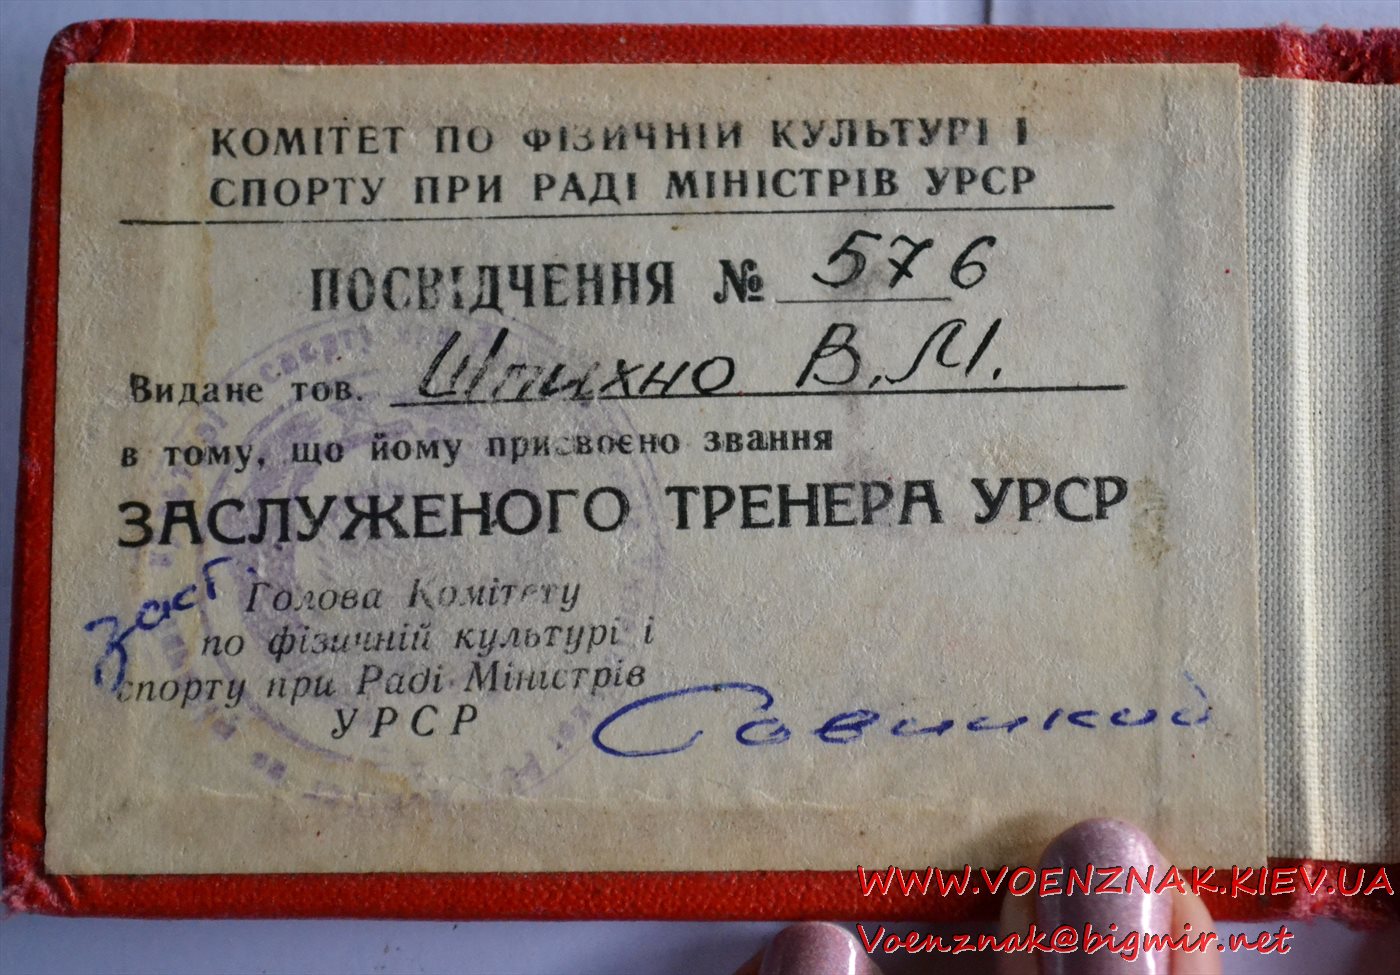 КОМІТЕТ ПО ФІЗИЧНІЙ КУЛЬТУРІ І
СПОРТУ ПРИ РАДІ МІНІСТРІВ УРСР
ПОСВІДЧЕННЯ № 576
Видане тов. Шпихно В.М.
в тому, що йому присвоєно звання
ЗАСЛУЖЕНОГО ТРЕНЕРА УРСР
заст. Голова Комітету
по фізичній культурі і
спорту при Раді Міністрів
УРСР
Савицкий
WWW.VOENZNAK.KIEV.UA
Voenznak@bigmir.net